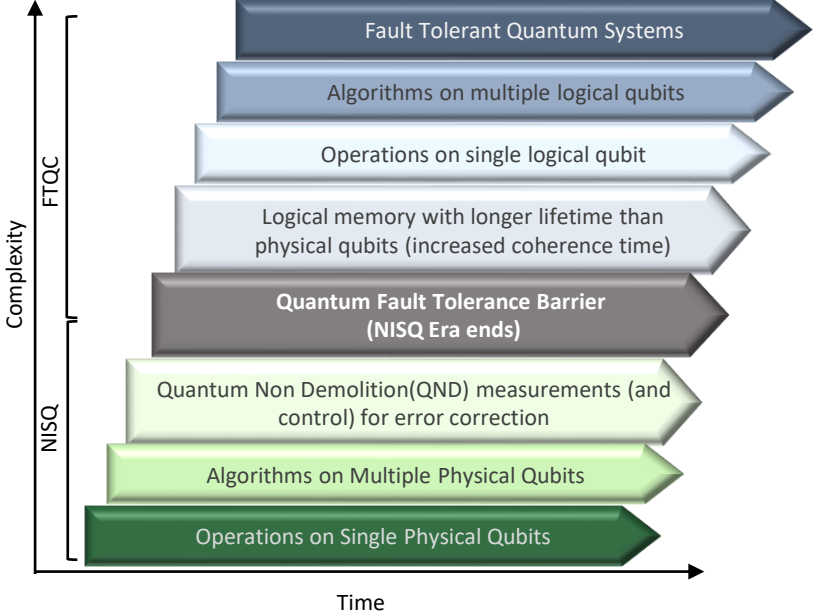 Fault Tolerant Quantum Systems
Algorithms on multiple logical qubits
Operations on single logical qubit
Logical memory with longer lifetime than
physical qubits (increased coherence time)
Quantum Fault Tolerance Barrier
(NISQ Era ends)
Quantum Non Demolition(QND) measurements (and
control) for error correction
Algorithms on Multiple Physical Qubits
Operations on Single Physical Qubits
FTQC
NISQ
Complexity
Time